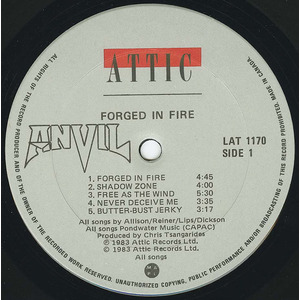 ATTIC
FORGED IN FIRE
ANVIL
LAT 1170
SIDE 1
1. FORGED IN FIRE 4:45
2. SHADOW ZONE 4:00
3. FREE AS THE WIND 5:30
4. NEVER DECEIVE ME 3:35
5. BUTTER-BUST JERKY 3:17
All songs by Allison/Reiner/Lips/Dickson
All songs Pondwater Music (CAPAC)
Produced by Chris Tsangarides
℗ 1983 Attic Records Ltd.
© 1983 Attic Records Ltd.
ALL RIGHTS OF THE RECORD PRODUCER AND OF THE OWNER OF THE RECORDED WORK RESERVED. UNAUTHORIZED COPYING, PUBLIC PERFORMANCE AND/OR BROADCASTING OF THIS RECORD PROHIBITED. MADE IN CANADA.